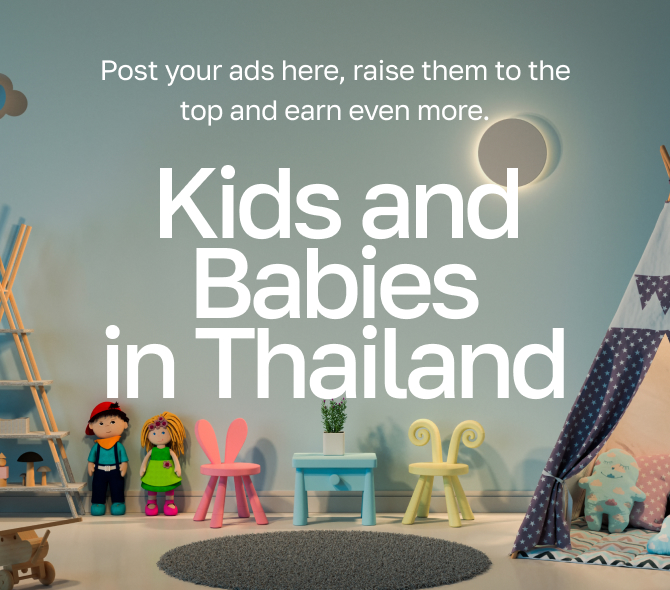 Post your ads here, raise them to the
top and earn even more.
Kids and
Babies
in Thailand